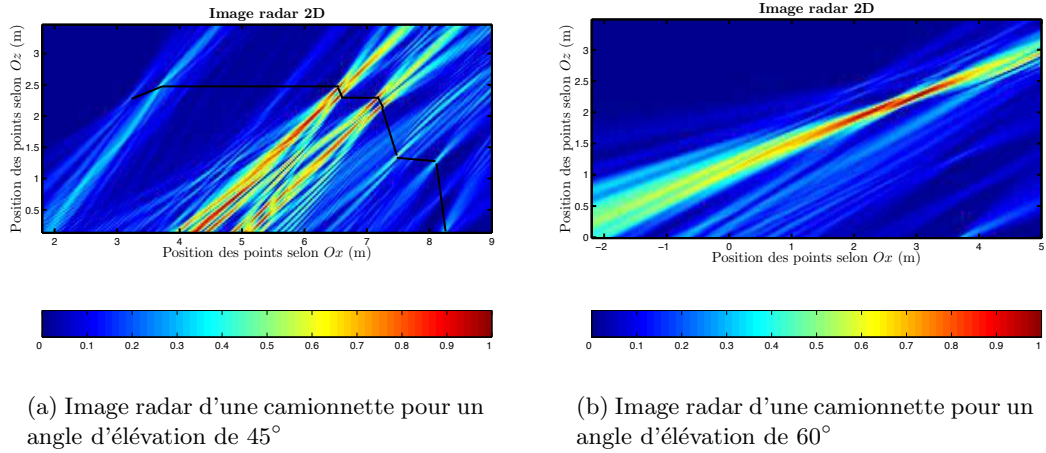 Image radar 2D
Position des points selon Oz (m)
3
2.5
2
1.5
1
0.5
2 3 4 5 6 7 8 9
Position des points selon Ox (m)
0 0.1 0.2 0.3 0.4 0.5 0.6 0.7 0.8 0.9 1
(a) Image radar d'une camionnette pour un
angle d'élévation de 45°
Image radar 2D
Position des points selon Oz (m)
3
2.5
2
1.5
1
0.5
0
−2 −1 0 1 2 3 4 5
Position des points selon Ox (m)
0 0.1 0.2 0.3 0.4 0.5 0.6 0.7 0.8 0.9 1
(b) Image radar d'une camionnette pour un
angle d'élévation de 60°